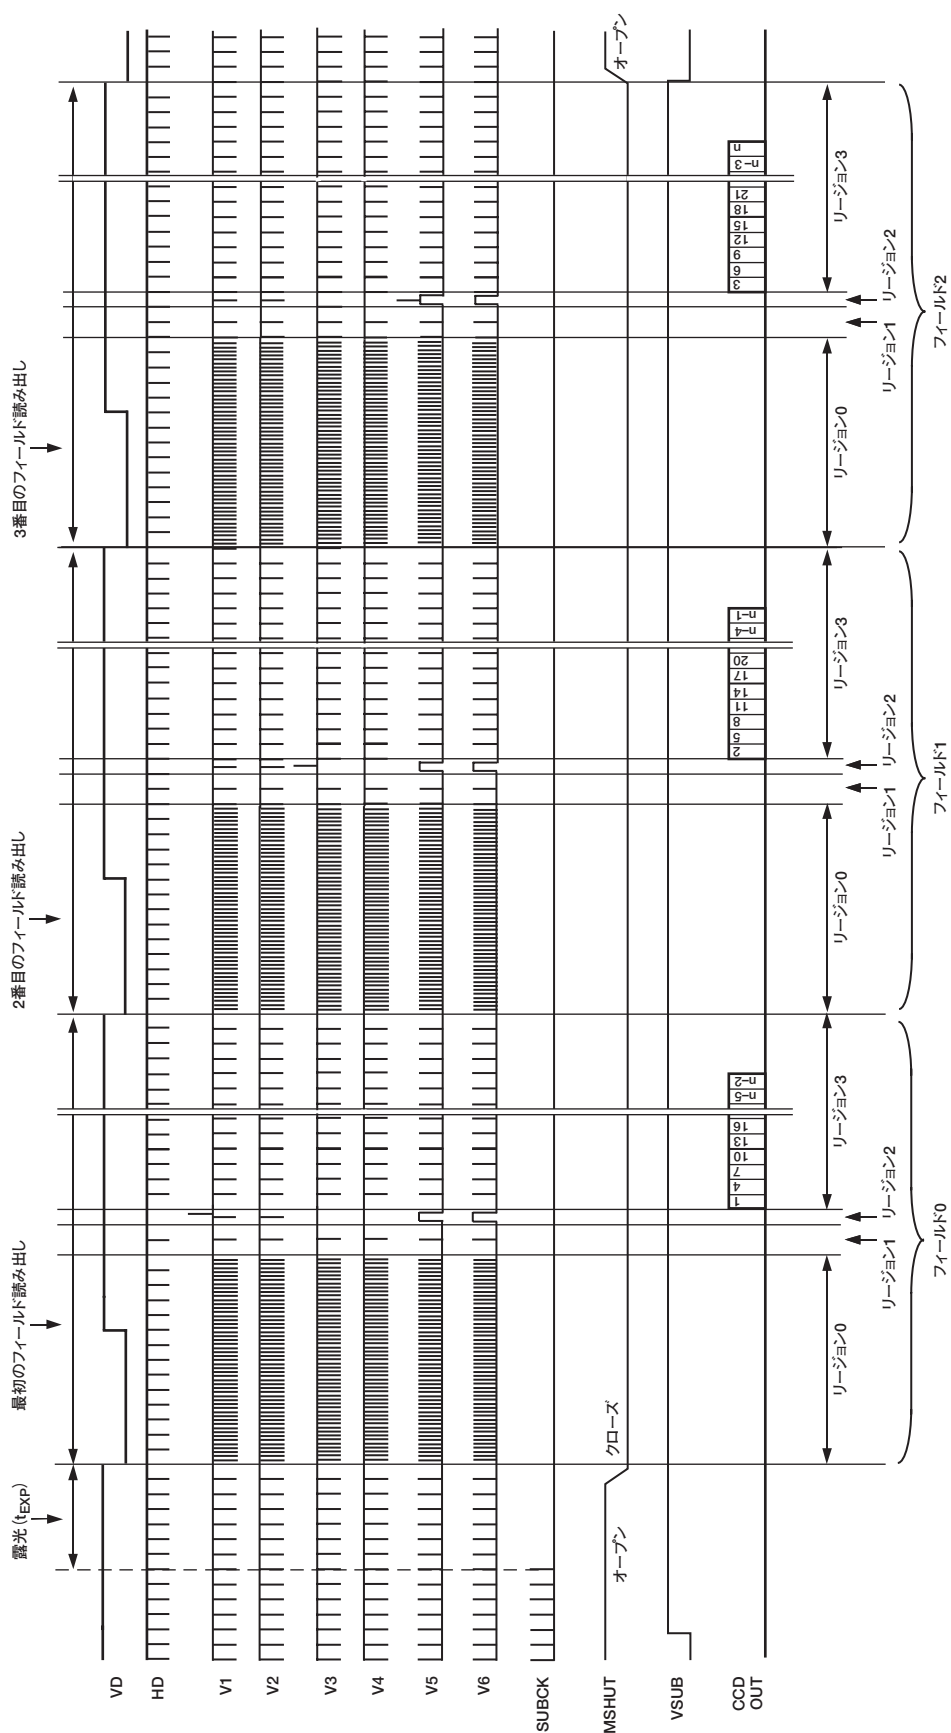 露光 (tEXP)
最初のフィールド読み出し
2番目のフィールド読み出し
3番目のフィールド読み出し
VD
HD
V1
V2
V3
V4
V5
V6
SUBCK
MSHUT
オープン
クローズ
オープン
VSUB
CCD
OUT
1
4
7
10
13
16
n–5
n–2
2
5
8
11
14
17
20
n–4
n–1
3
6
9
12
15
18
21
n–3
n
リージョン0
リージョン3
リージョン0
リージョン3
リージョン0
リージョン3
リージョン1
リージョン2
リージョン1
リージョン2
リージョン1
リージョン2
フィールド0
フィールド1
フィールド2